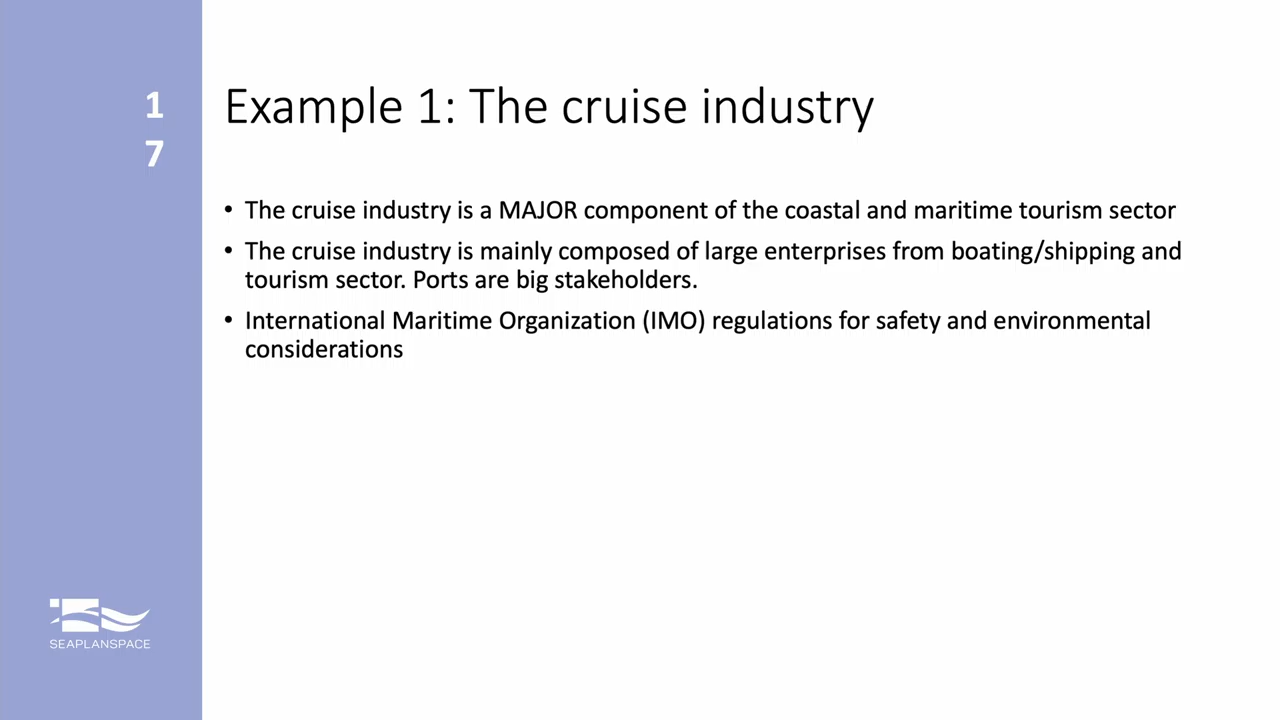 1
7
Example 1: The cruise industry
• The cruise industry is a MAJOR component of the coastal and maritime tourism sector
• The cruise industry is mainly composed of large enterprises from boating/shipping and
tourism sector. Ports are big stakeholders.
• International Maritime Organization (IMO) regulations for safety and environmental
considerations
SEAPLANSPACE